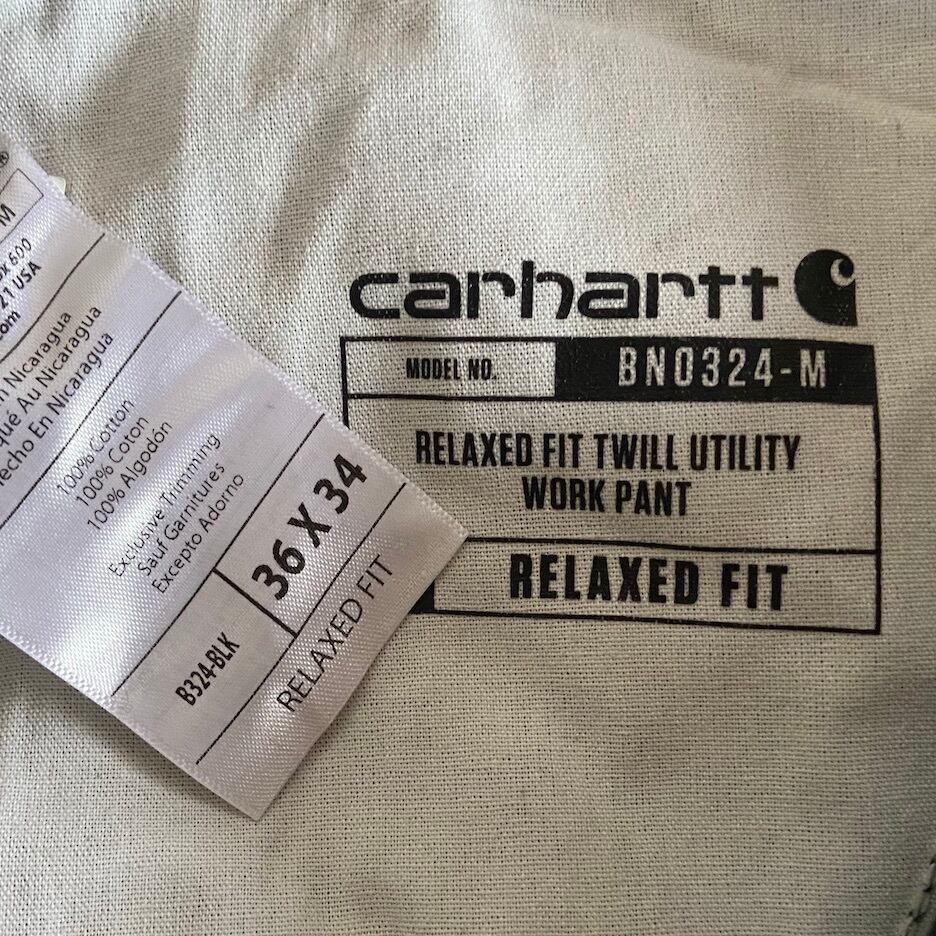 ®
M
600
21 USA
om
n Nicaragua
qué Au Nicaragua
echo En Nicaragua
100% Cotton
100% Coton
100% Algodón
Exclusive Trimming
Sauf Garnitures
Excepto Adorno
B324-BLK
36 X 34
RELAXED FIT
carhartt
MODEL NO.
BN0324-M
RELAXED FIT TWILL UTILITY
WORK PANT
RELAXED FIT